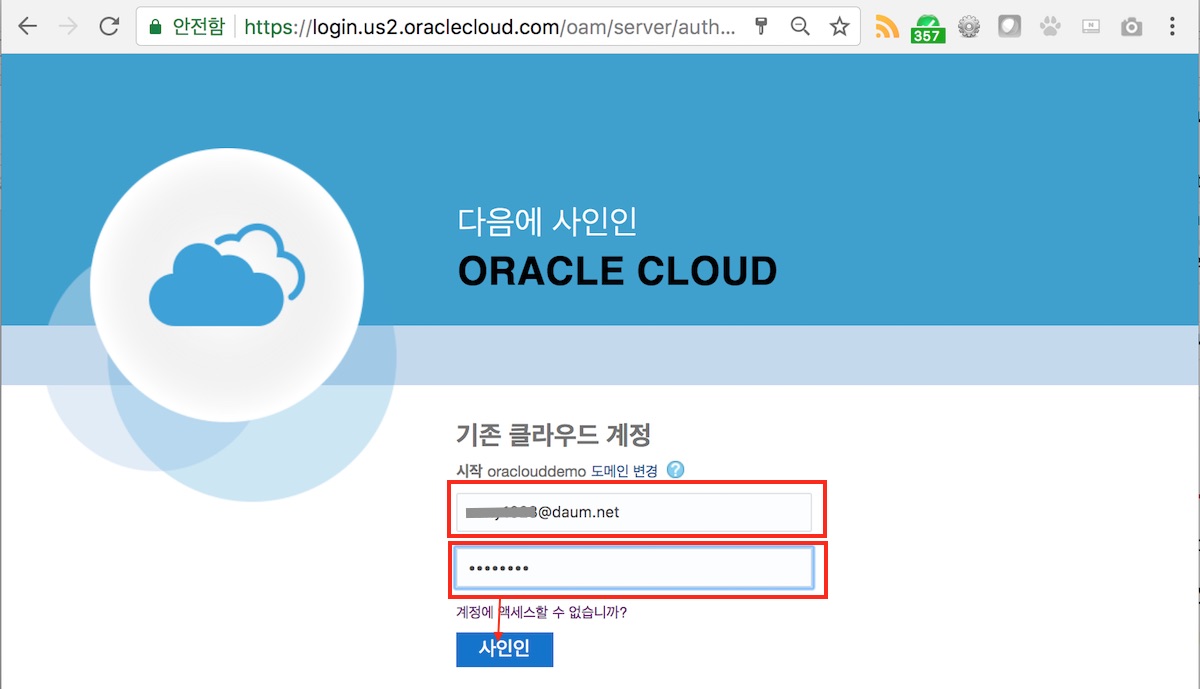 안전함 https://login.us2.oraclecloud.com/oam/server/auth...
357
다음에 사인인
ORACLE CLOUD
기존 클라우드 계정
시작 oraclouddemo 도메인 변경 ?
@daum.net
••••••••
계정에 액세스할 수 없습니까?
사인인